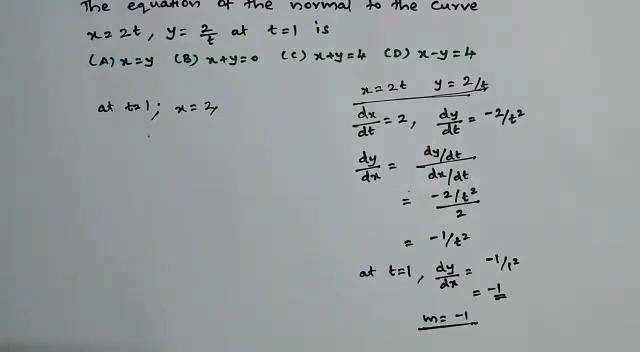 The equation of the normal to the curve
x = 2t, y = 2/t at t=1 is
(A) x=y (B) x+y=0 (C) x+y=4 (D) x-y=4
at t=1; x = 2,
x = 2t y = 2/t
dx/dt = 2, dy/dt = -2/t²
dy/dx = dy/dt / dx/dt
= -2/t² / 2
= -1/t²
at t=1, dy/dx = -1/1²
= -1
m = -1